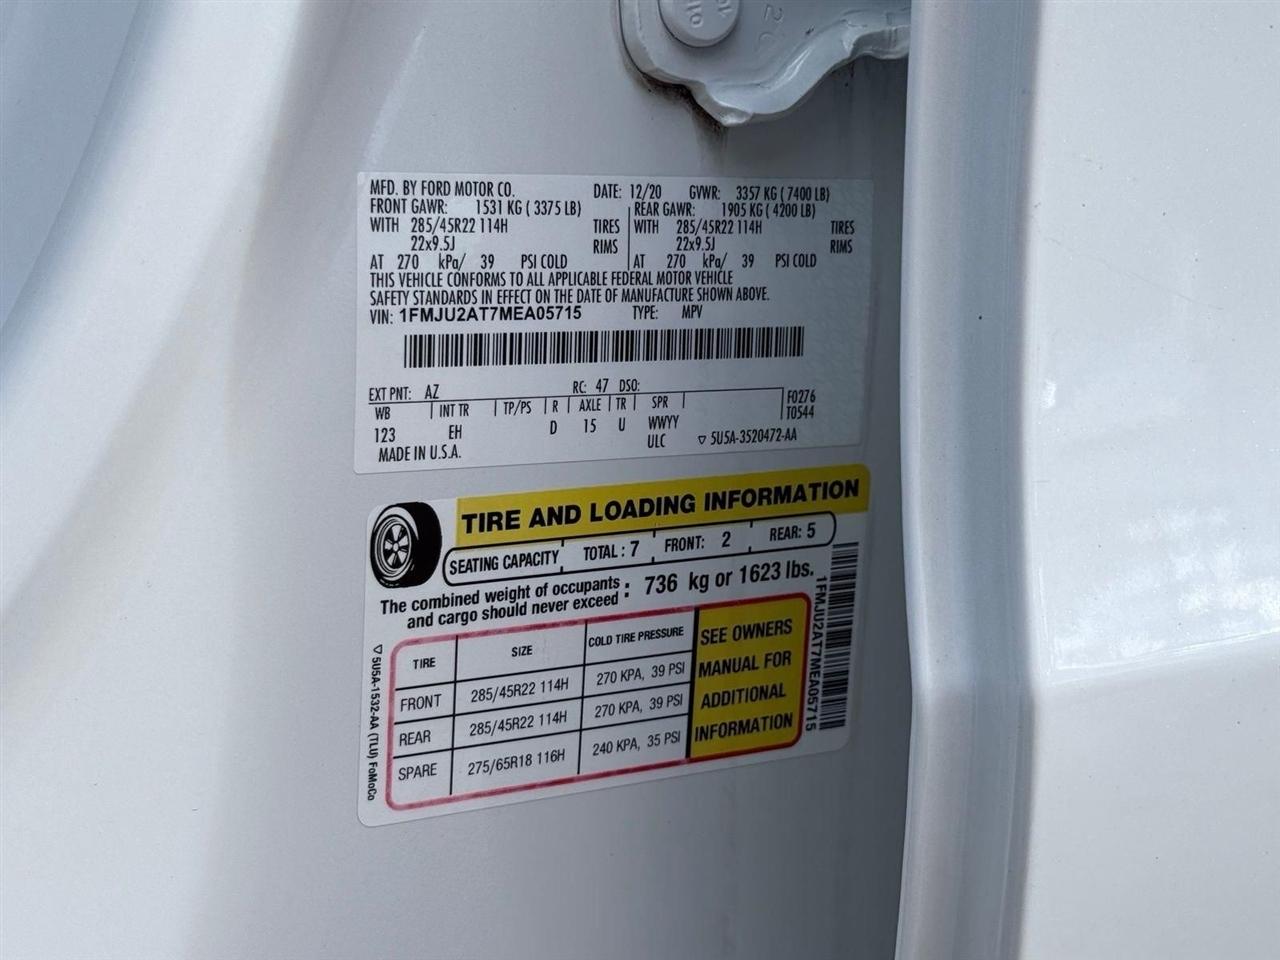 MFD. BY FORD MOTOR CO. DATE: 12/20 GVWR: 3357 KG ( 7400 LB)
FRONT GAWR: 1531 KG ( 3375 LB) REAR GAWR: 1905 KG ( 4200 LB)
WITH 285/45R22 114H TIRES WITH 285/45R22 114H TIRES
22x9.5J RIMS 22x9.5J RIMS
AT 270 kPa/ 39 PSI COLD AT 270 kPa/ 39 PSI COLD
THIS VEHICLE CONFORMS TO ALL APPLICABLE FEDERAL MOTOR VEHICLE
SAFETY STANDARDS IN EFFECT ON THE DATE OF MANUFACTURE SHOWN ABOVE.
VIN: 1FMJU2AT7MEA05715 TYPE: MPV
EXT PNT: AZ RC: 47 DSO: F0276
WB INT TR TP/PS R AXLE TR SPR T0544
123 EH D 15 U WWYY
MADE IN U.S.A. ULC ▽ 5U5A-3520472-AA
TIRE AND LOADING INFORMATION
SEATING CAPACITY TOTAL : 7 FRONT: 2 REAR: 5
The combined weight of occupants
and cargo should never exceed : 736 kg or 1623 lbs.
TIRE SIZE COLD TIRE PRESSURE
FRONT 285/45R22 114H 270 KPA, 39 PSI
REAR 285/45R22 114H 270 KPA, 39 PSI
SPARE 275/65R18 116H 240 KPA, 35 PSI
SEE OWNERS
MANUAL FOR
ADDITIONAL
INFORMATION
1FMJU2AT7MEA05715
▽ 5U5A-1532-AA (TLU) FoMoCo